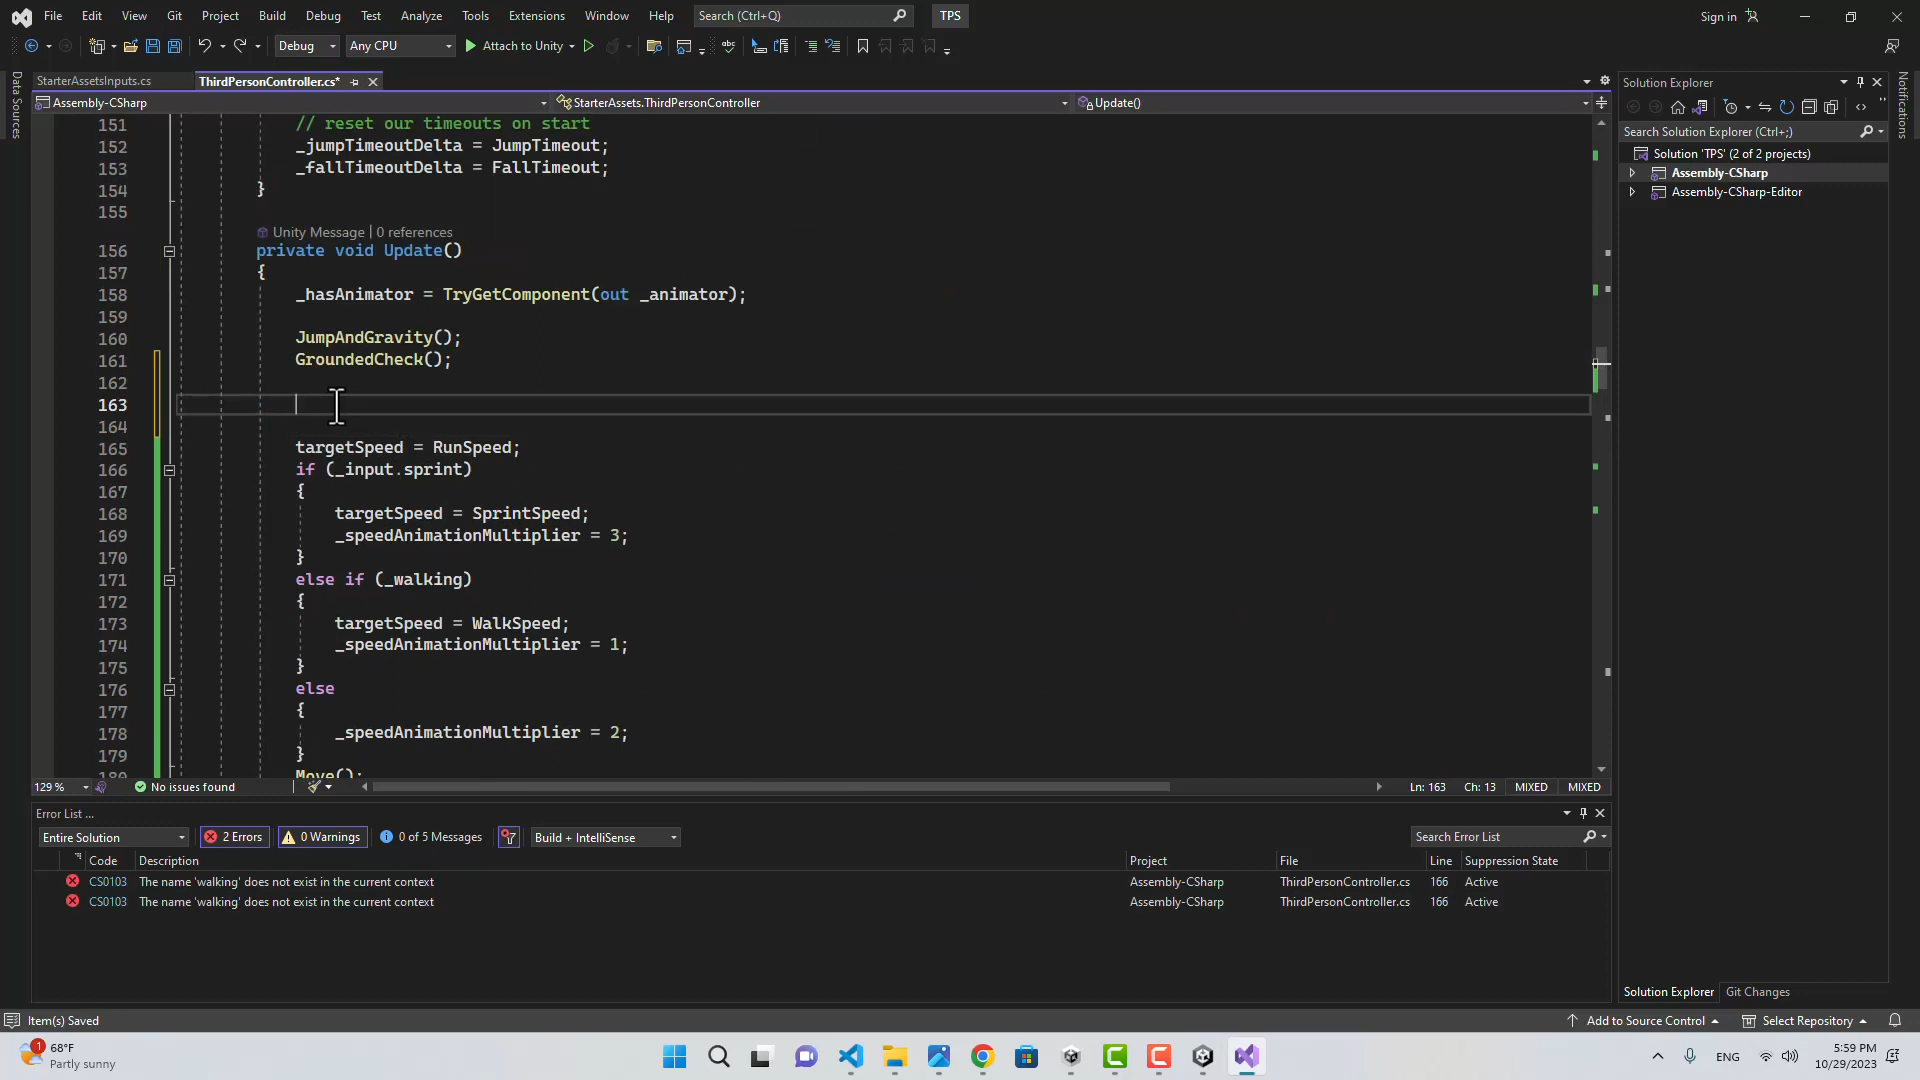 File Edit View Git Project Build Debug Test Analyze Tools Extensions Window Help Search (Ctrl+Q) TPS Sign in
Debug Any CPU Attach to Unity
Data Sources
StarterAssetsInputs.cs ThirdPersonController.cs*
Assembly-CSharp StarterAssets.ThirdPersonController Update()
151 // reset our timeouts on start
152 _jumpTimeoutDelta = JumpTimeout;
153 _fallTimeoutDelta = FallTimeout;
154 }
155
Unity Message | 0 references
156 private void Update()
157 {
158 _hasAnimator = TryGetComponent(out _animator);
159
160 JumpAndGravity();
161 GroundedCheck();
162
163
164
165 targetSpeed = RunSpeed;
166 if (_input.sprint)
167 {
168 targetSpeed = SprintSpeed;
169 _speedAnimationMultiplier = 3;
170 }
171 else if (_walking)
172 {
173 targetSpeed = WalkSpeed;
174 _speedAnimationMultiplier = 1;
175 }
176 else
177 {
178 _speedAnimationMultiplier = 2;
179 }
180 Move();
129 % No issues found Ln: 163 Ch: 13 MIXED MIXED
Error List ...
Entire Solution 2 Errors 0 Warnings 0 of 5 Messages Build + IntelliSense Search Error List
Code Description Project File Line Suppression State
CS0103 The name 'walking' does not exist in the current context Assembly-CSharp ThirdPersonController.cs 166 Active
CS0103 The name 'walking' does not exist in the current context Assembly-CSharp ThirdPersonController.cs 166 Active
Solution Explorer
Search Solution Explorer (Ctrl+;)
Solution 'TPS' (2 of 2 projects)
Assembly-CSharp
Assembly-CSharp-Editor
Notifications
Solution Explorer Git Changes
Item(s) Saved Add to Source Control Select Repository
1 68°F
Partly sunny
ENG
5:59 PM
10/29/2023